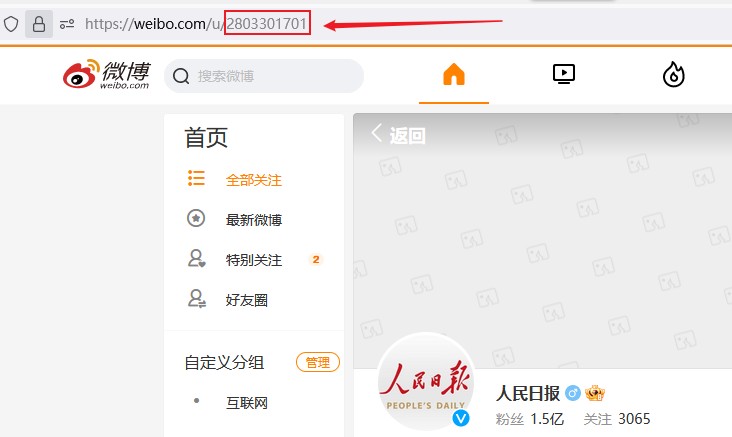 https://weibo.com/u/2803301701
微博
weibo.com
搜索微博
首页
返回
全部关注
最新微博
特别关注 2
好友圈
自定义分组 管理
互联网
人民日报
PEOPLE'S DAILY
人民日报
粉丝 1.5亿 关注 3065